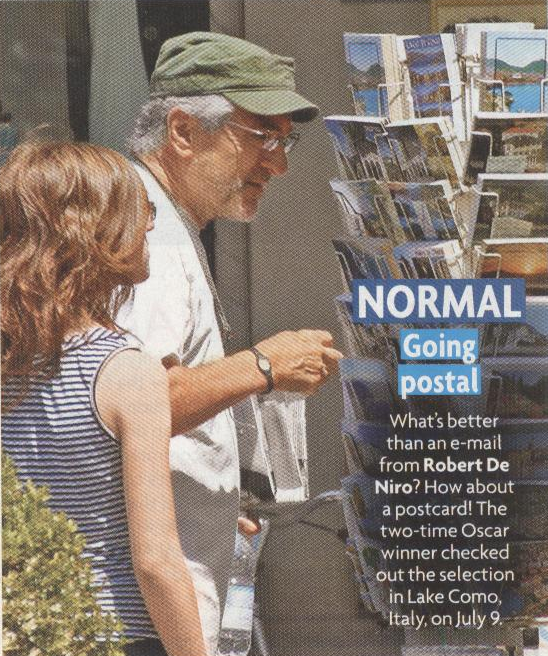 NORMAL
Going
postal
What's better
than an e-mail
from Robert De
Niro? How about
a postcard! The
two-time Oscar
winner checked
out the selection
in Lake Como,
Italy, on July 9.